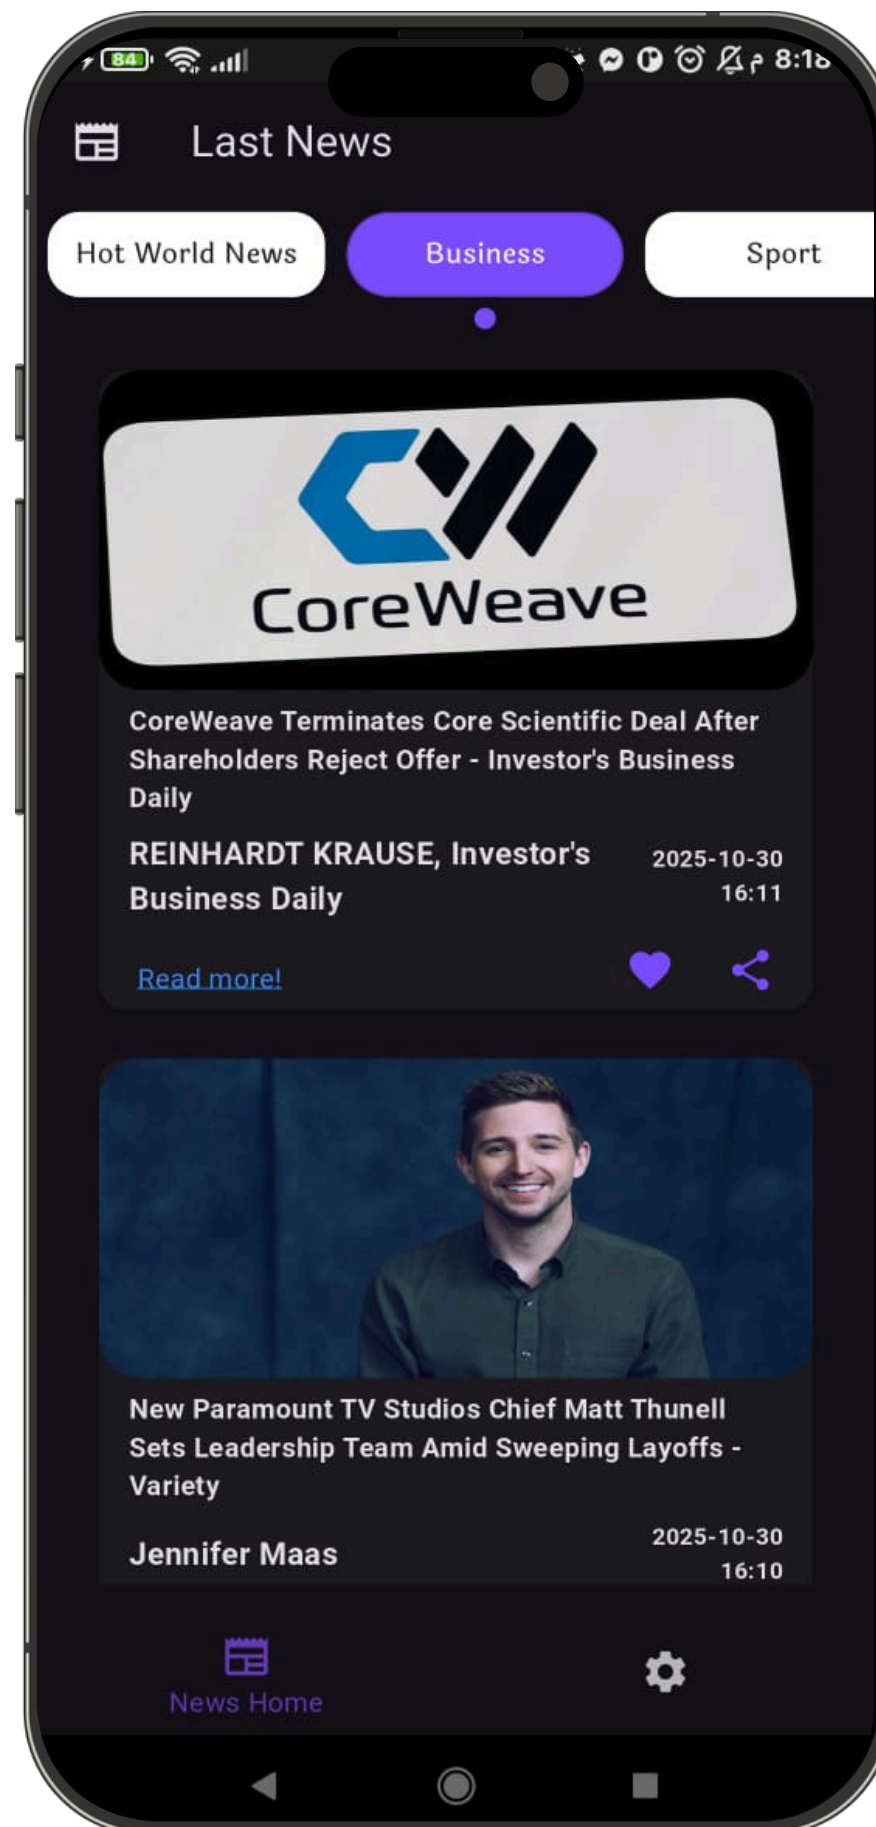 84
م 8:18
Last News
Hot World News
Business
Sport
CoreWeave
CoreWeave Terminates Core Scientific Deal After
Shareholders Reject Offer - Investor's Business
Daily
REINHARDT KRAUSE, Investor's
Business Daily
2025-10-30
16:11
Read more!
New Paramount TV Studios Chief Matt Thunell
Sets Leadership Team Amid Sweeping Layoffs -
Variety
Jennifer Maas
2025-10-30
16:10
News Home